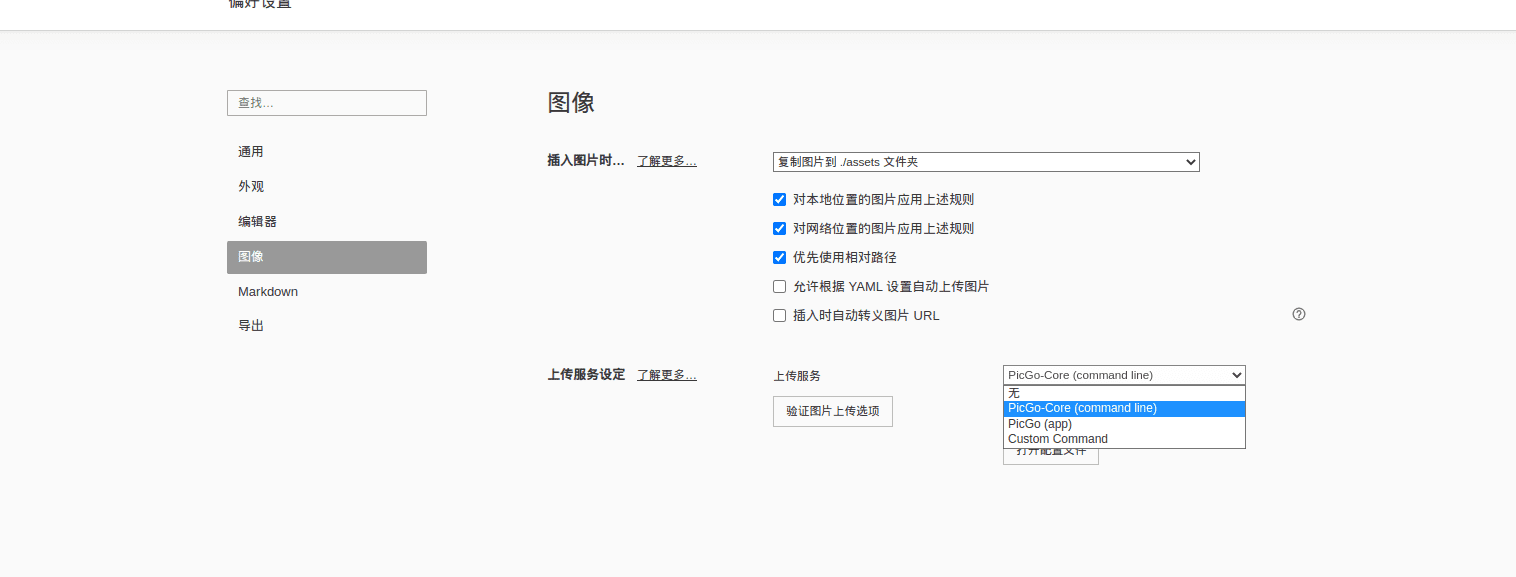 偏好设置
查找…
通用
外观
编辑器
图像
Markdown
导出
图像
插入图片时… 了解更多…
复制图片到 ./assets 文件夹
对本地位置的图片应用上述规则
对网络位置的图片应用上述规则
优先使用相对路径
允许根据 YAML 设置自动上传图片
插入时自动转义图片 URL
上传服务设定 了解更多…
上传服务
PicGo-Core (command line)
无
PicGo-Core (command line)
PicGo (app)
Custom Command
验证图片上传选项
打开配置文件